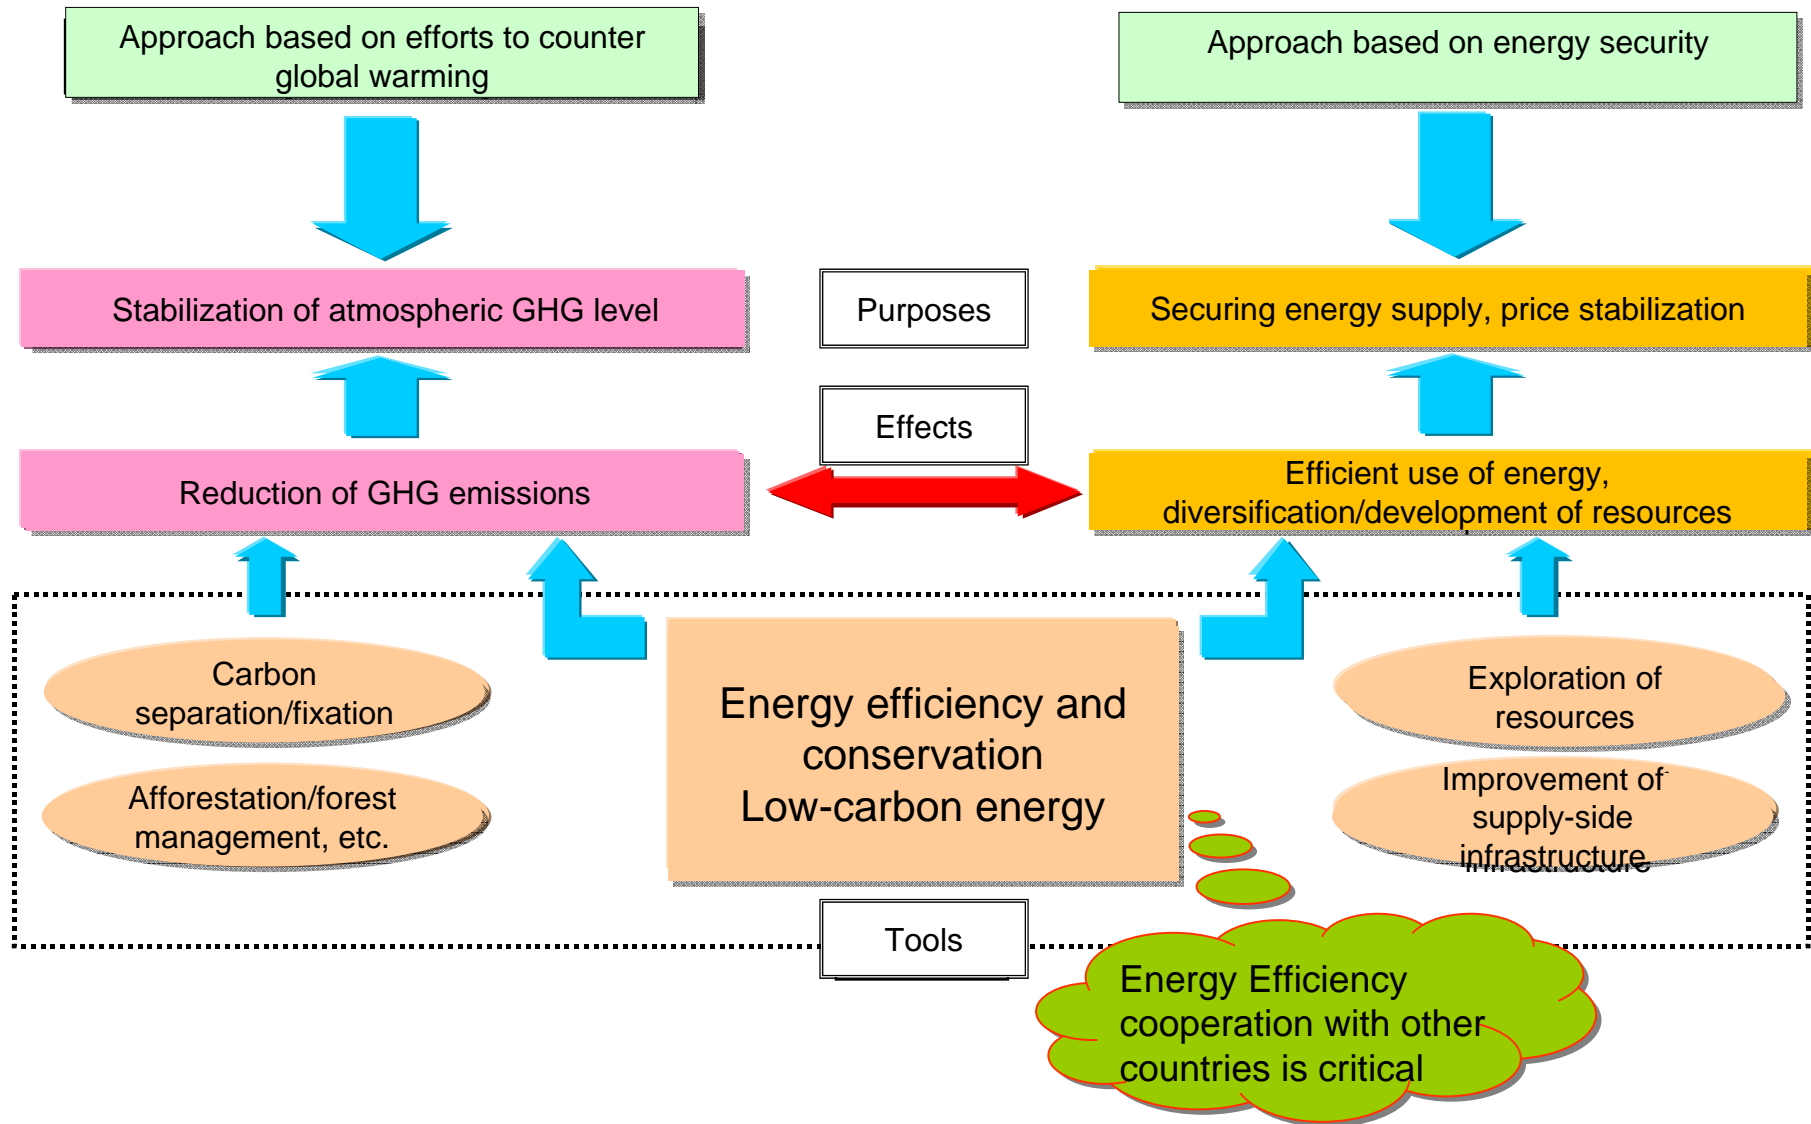 Approach based on efforts to counter
global warming
Approach based on energy security
Stabilization of atmospheric GHG level
Purposes
Securing energy supply, price stabilization
Effects
Reduction of GHG emissions
Efficient use of energy,
diversification/development of resources
Carbon
separation/fixation
Afforestation/forest
management, etc.
Energy efficiency and
conservation
Low-carbon energy
Exploration of
resources
Improvement of
supply-side
infrastructure
Tools
Energy Efficiency
cooperation with other
countries is critical